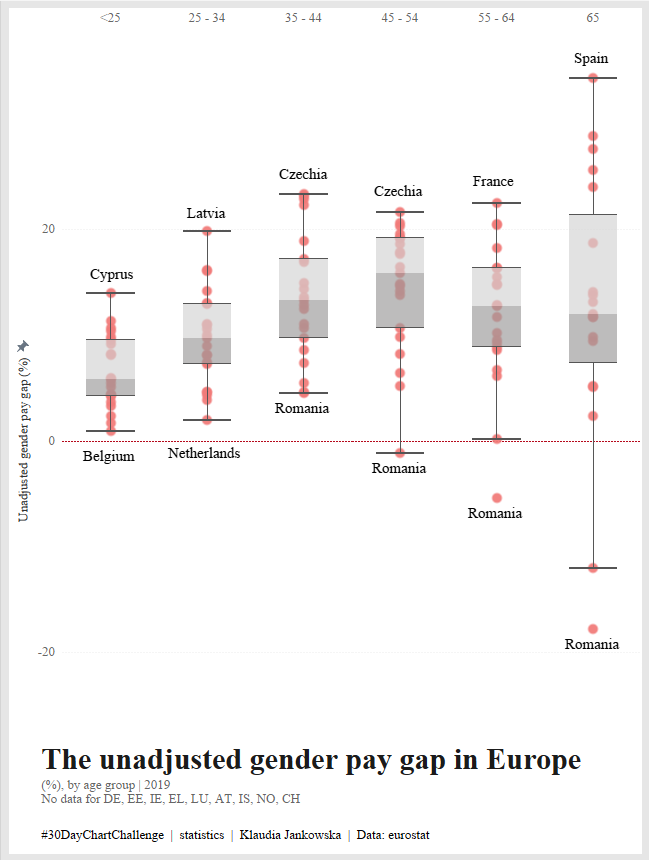 <25 25 - 34 35 - 44 45 - 54 55 - 64 65
Spain
Czechia
France
Czechia
Latvia
20
Cyprus
Unadjusted gender pay gap (%)
Romania
0
Belgium
Netherlands
Romania
Romania
Romania
-20
The unadjusted gender pay gap in Europe
(%), by age group | 2019
No data for DE, EE, IE, EL, LU, AT, IS, NO, CH
#30DayChartChallenge | statistics | Klaudia Jankowska | Data: eurostat